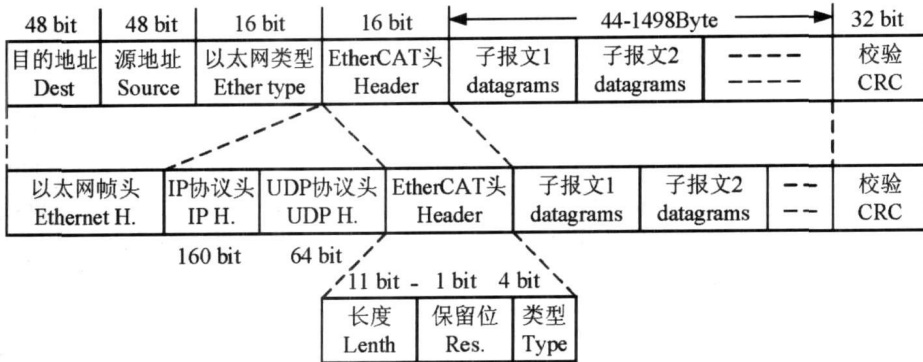 48 bit 48 bit 16 bit 16 bit 44-1498Byte 32 bit
目的地址 源地址 以太网类型 EtherCAT头 子报文1 子报文2 校验
Dest Source Ether type Header datagrams datagrams CRC
以太网帧头 IP协议头 UDP协议头 EtherCAT头 子报文1 子报文2 校验
Ethernet H. IP H. UDP H. Header datagrams datagrams CRC
160 bit 64 bit
11 bit - 1 bit 4 bit
长度 保留位 类型
Lenth Res. Type